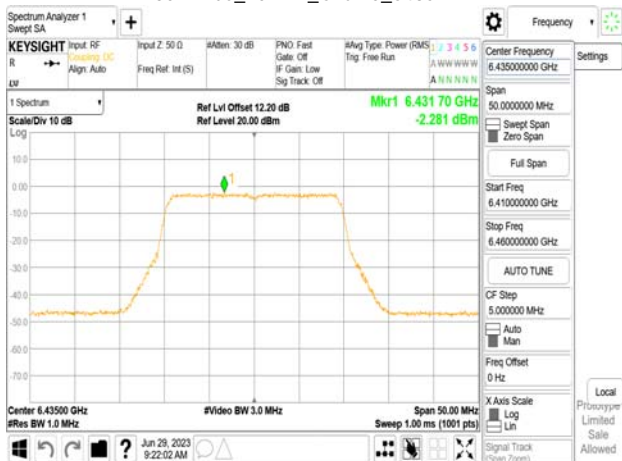 Spectrum Analyzer 1
Swept SA
+
Frequency
KEYSIGHT
R
Input: RF
Coupling: DC
Align: Auto
Input Z: 50 Ω
Freq Ref: Int (S)
#Atten: 30 dB
PNO: Fast
Gate: Off
IF Gain: Low
Sig Track: Off
#Avg Type: Power (RMS
Trig: Free Run
1 2 3 4 5 6
A W W W W W
A N N N N N
1 Spectrum
Scale/Div 10 dB
Log
Ref Lvl Offset 12.20 dB
Ref Level 20.00 dBm
Mkr1 6.431 70 GHz
-2.281 dBm
10.0
0.00
-10.0
-20.0
-30.0
-40.0
-50.0
-60.0
-70.0
1
Center 6.43500 GHz
#Res BW 1.0 MHz
#Video BW 3.0 MHz
Span 50.00 MHz
Sweep 1.00 ms (1001 pts)
Jun 29, 2023
9:22:02 AM
?
Center Frequency
6.435000000 GHz
Settings
Span
50.0000000 MHz
Swept Span
Zero Span
Full Span
Start Freq
6.410000000 GHz
Stop Freq
6.460000000 GHz
AUTO TUNE
CF Step
5.000000 MHz
Auto
Man
Freq Offset
0 Hz
X Axis Scale
Log
Lin
Signal Track
(Span Zoom)
Local
Prototype
Limited
Sale
Allowed